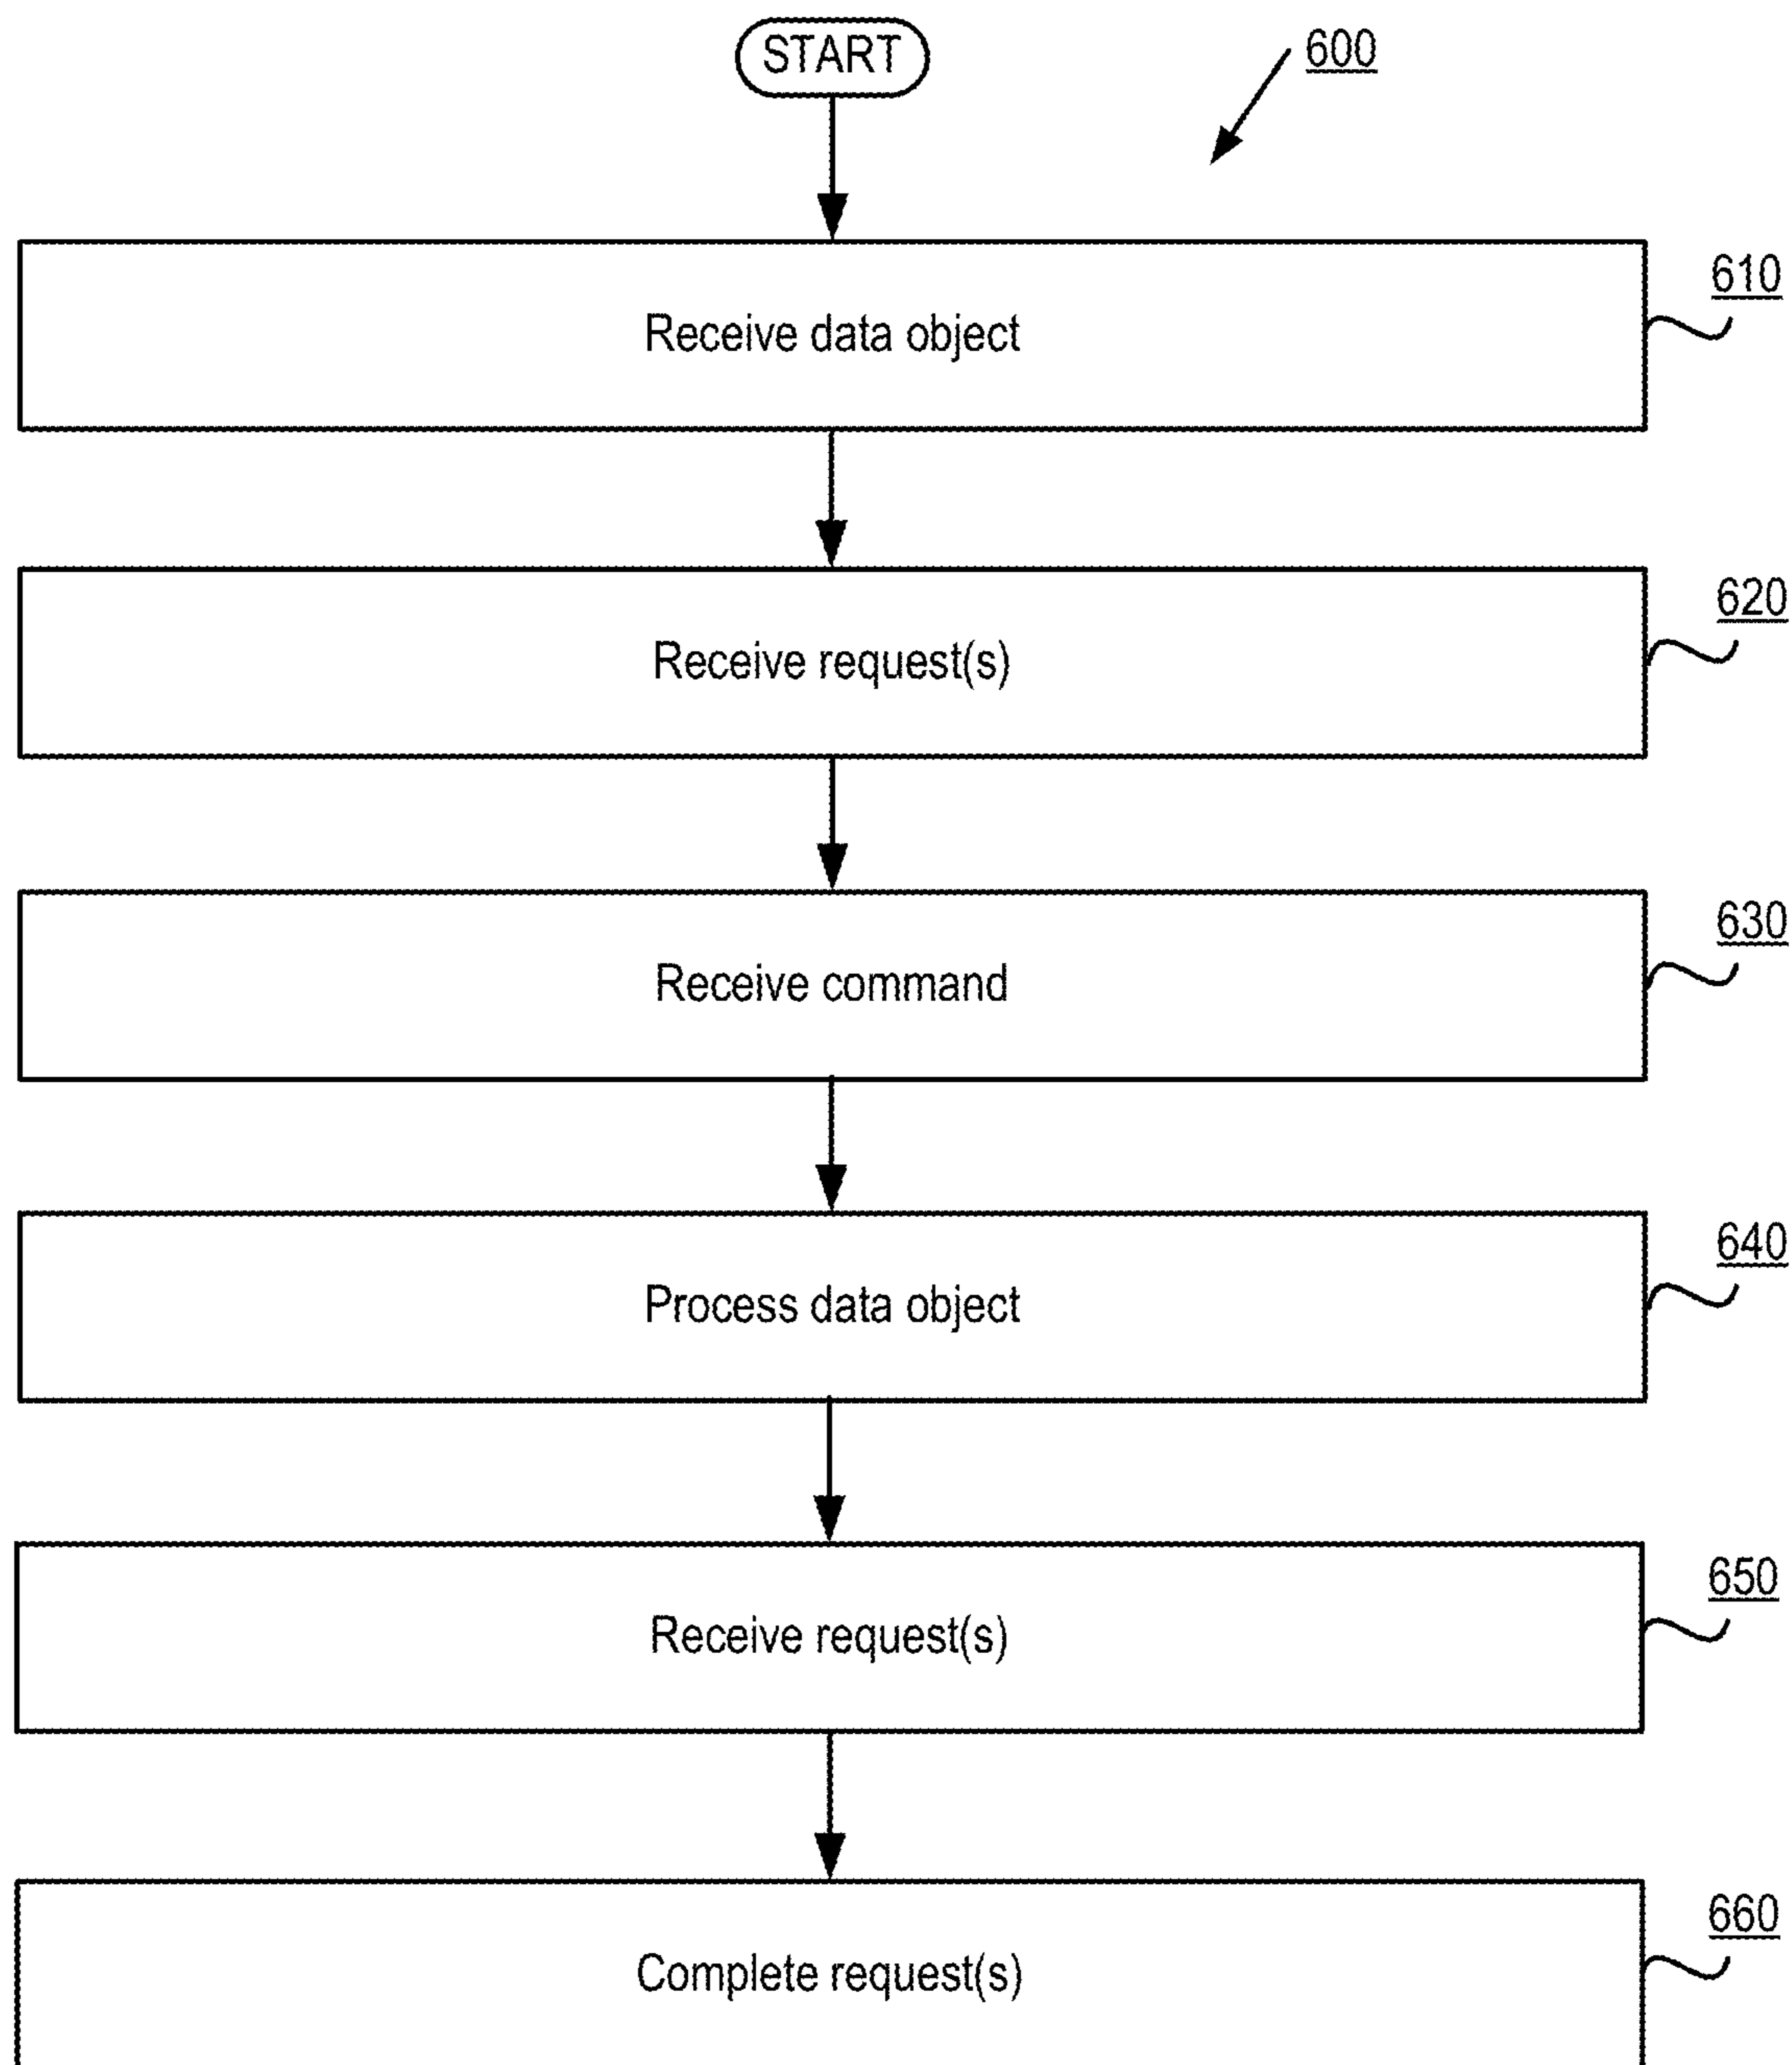 START
600
610
Receive data object
620
Receive request(s)
630
Receive command
640
Process data object
650
Receive request(s)
660
Complete request(s)